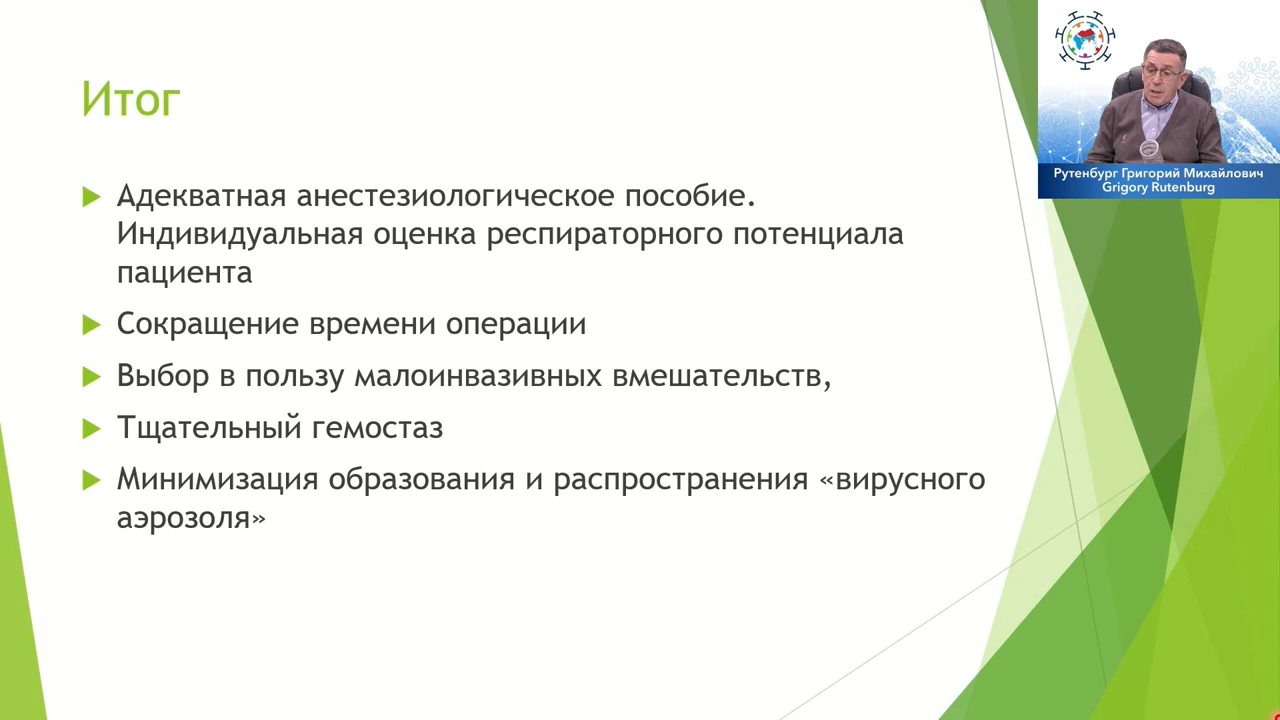 Итог
Адекватная анестезиологическое пособие.
Индивидуальная оценка респираторного потенциала
пациента
Сокращение времени операции
Выбор в пользу малоинвазивных вмешательств,
Тщательный гемостаз
Минимизация образования и распространения «вирусного
аэрозоля»
Рутенбург Григорий Михайлович
Grigory Rutenburg